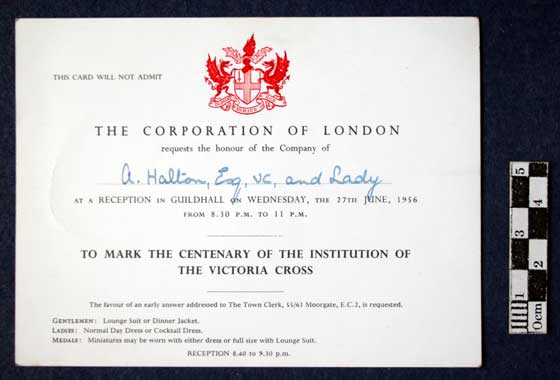 THIS CARD WILL NOT ADMIT
THE CORPORATION OF LONDON
requests the honour of the Company of
A. Halton, Esq, VC, and Lady
AT A RECEPTION IN GUILDHALL ON WEDNESDAY, THE 27TH JUNE, 1956
FROM 8.30 P.M. TO 11 P.M.
TO MARK THE CENTENARY OF THE INSTITUTION OF
THE VICTORIA CROSS
The favour of an early answer addressed to The Town Clerk, 55/61 Moorgate, E.C.2, is requested.
GENTLEMEN: Lounge Suit or Dinner Jacket.
LADIES: Normal Day Dress or Cocktail Dress.
MEDALS: Miniatures may be worn with either dress or full size with Lounge Suit.
RECEPTION 8.40 to 9.30 p.m.
5
4
3
2
1
0cm